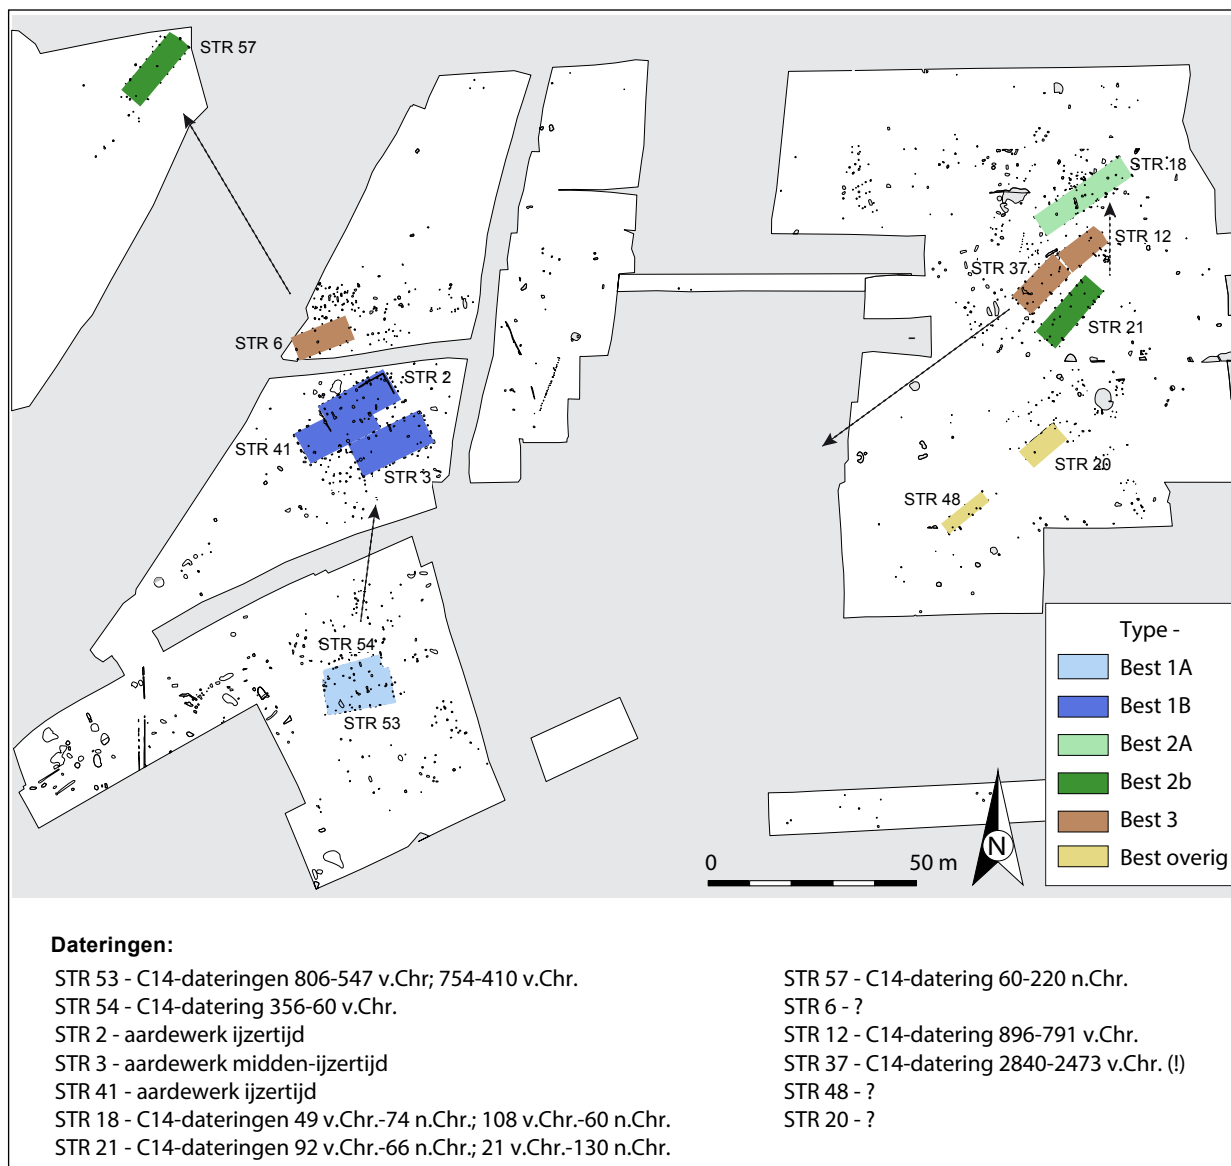 STR 57
STR 18
STR 12
STR 37
STR 21
STR 6
STR 2
STR 41
STR 3
STR 20
STR 48
STR 54
STR 53
Type -
Best 1A
Best 1B
Best 2A
Best 2b
Best 3
Best overig
0 50 m
N
Dateringen:
STR 53 - C14-dateringen 806-547 v.Chr; 754-410 v.Chr.
STR 54 - C14-datering 356-60 v.Chr.
STR 2 - aardewerk ijzertijd
STR 3 - aardewerk midden-ijzertijd
STR 41 - aardewerk ijzertijd
STR 18 - C14-dateringen 49 v.Chr.-74 n.Chr.; 108 v.Chr.-60 n.Chr.
STR 21 - C14-dateringen 92 v.Chr.-66 n.Chr.; 21 v.Chr.-130 n.Chr.
STR 57 - C14-datering 60-220 n.Chr.
STR 6 - ?
STR 12 - C14-datering 896-791 v.Chr.
STR 37 - C14-datering 2840-2473 v.Chr. (!)
STR 48 - ?
STR 20 - ?